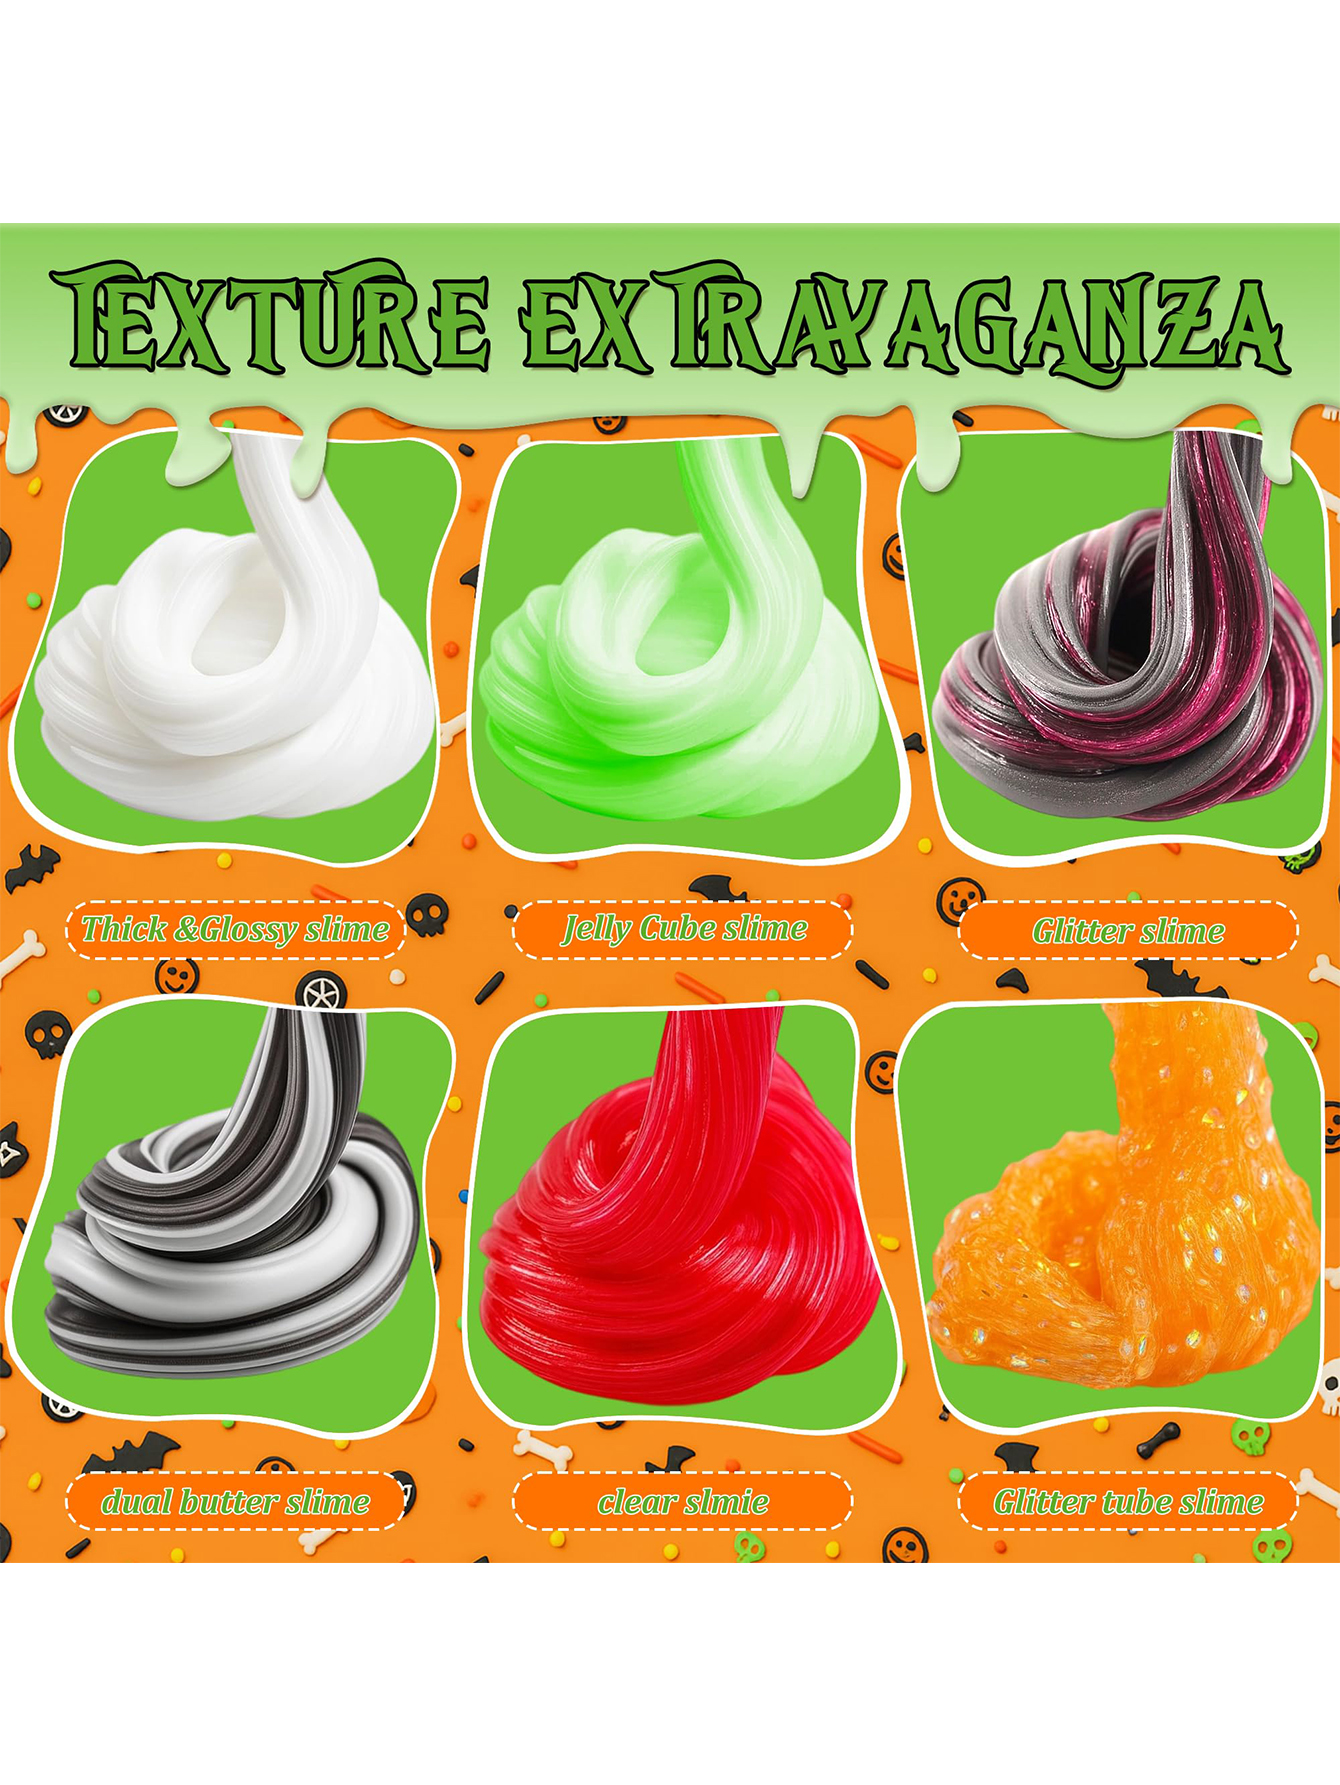 TEXTURE EXTRAVAGANZA
Thick &Glossy slime
Jelly Cube slime
Glitter slime
dual butter slime
clear slmie
Glitter tube slime